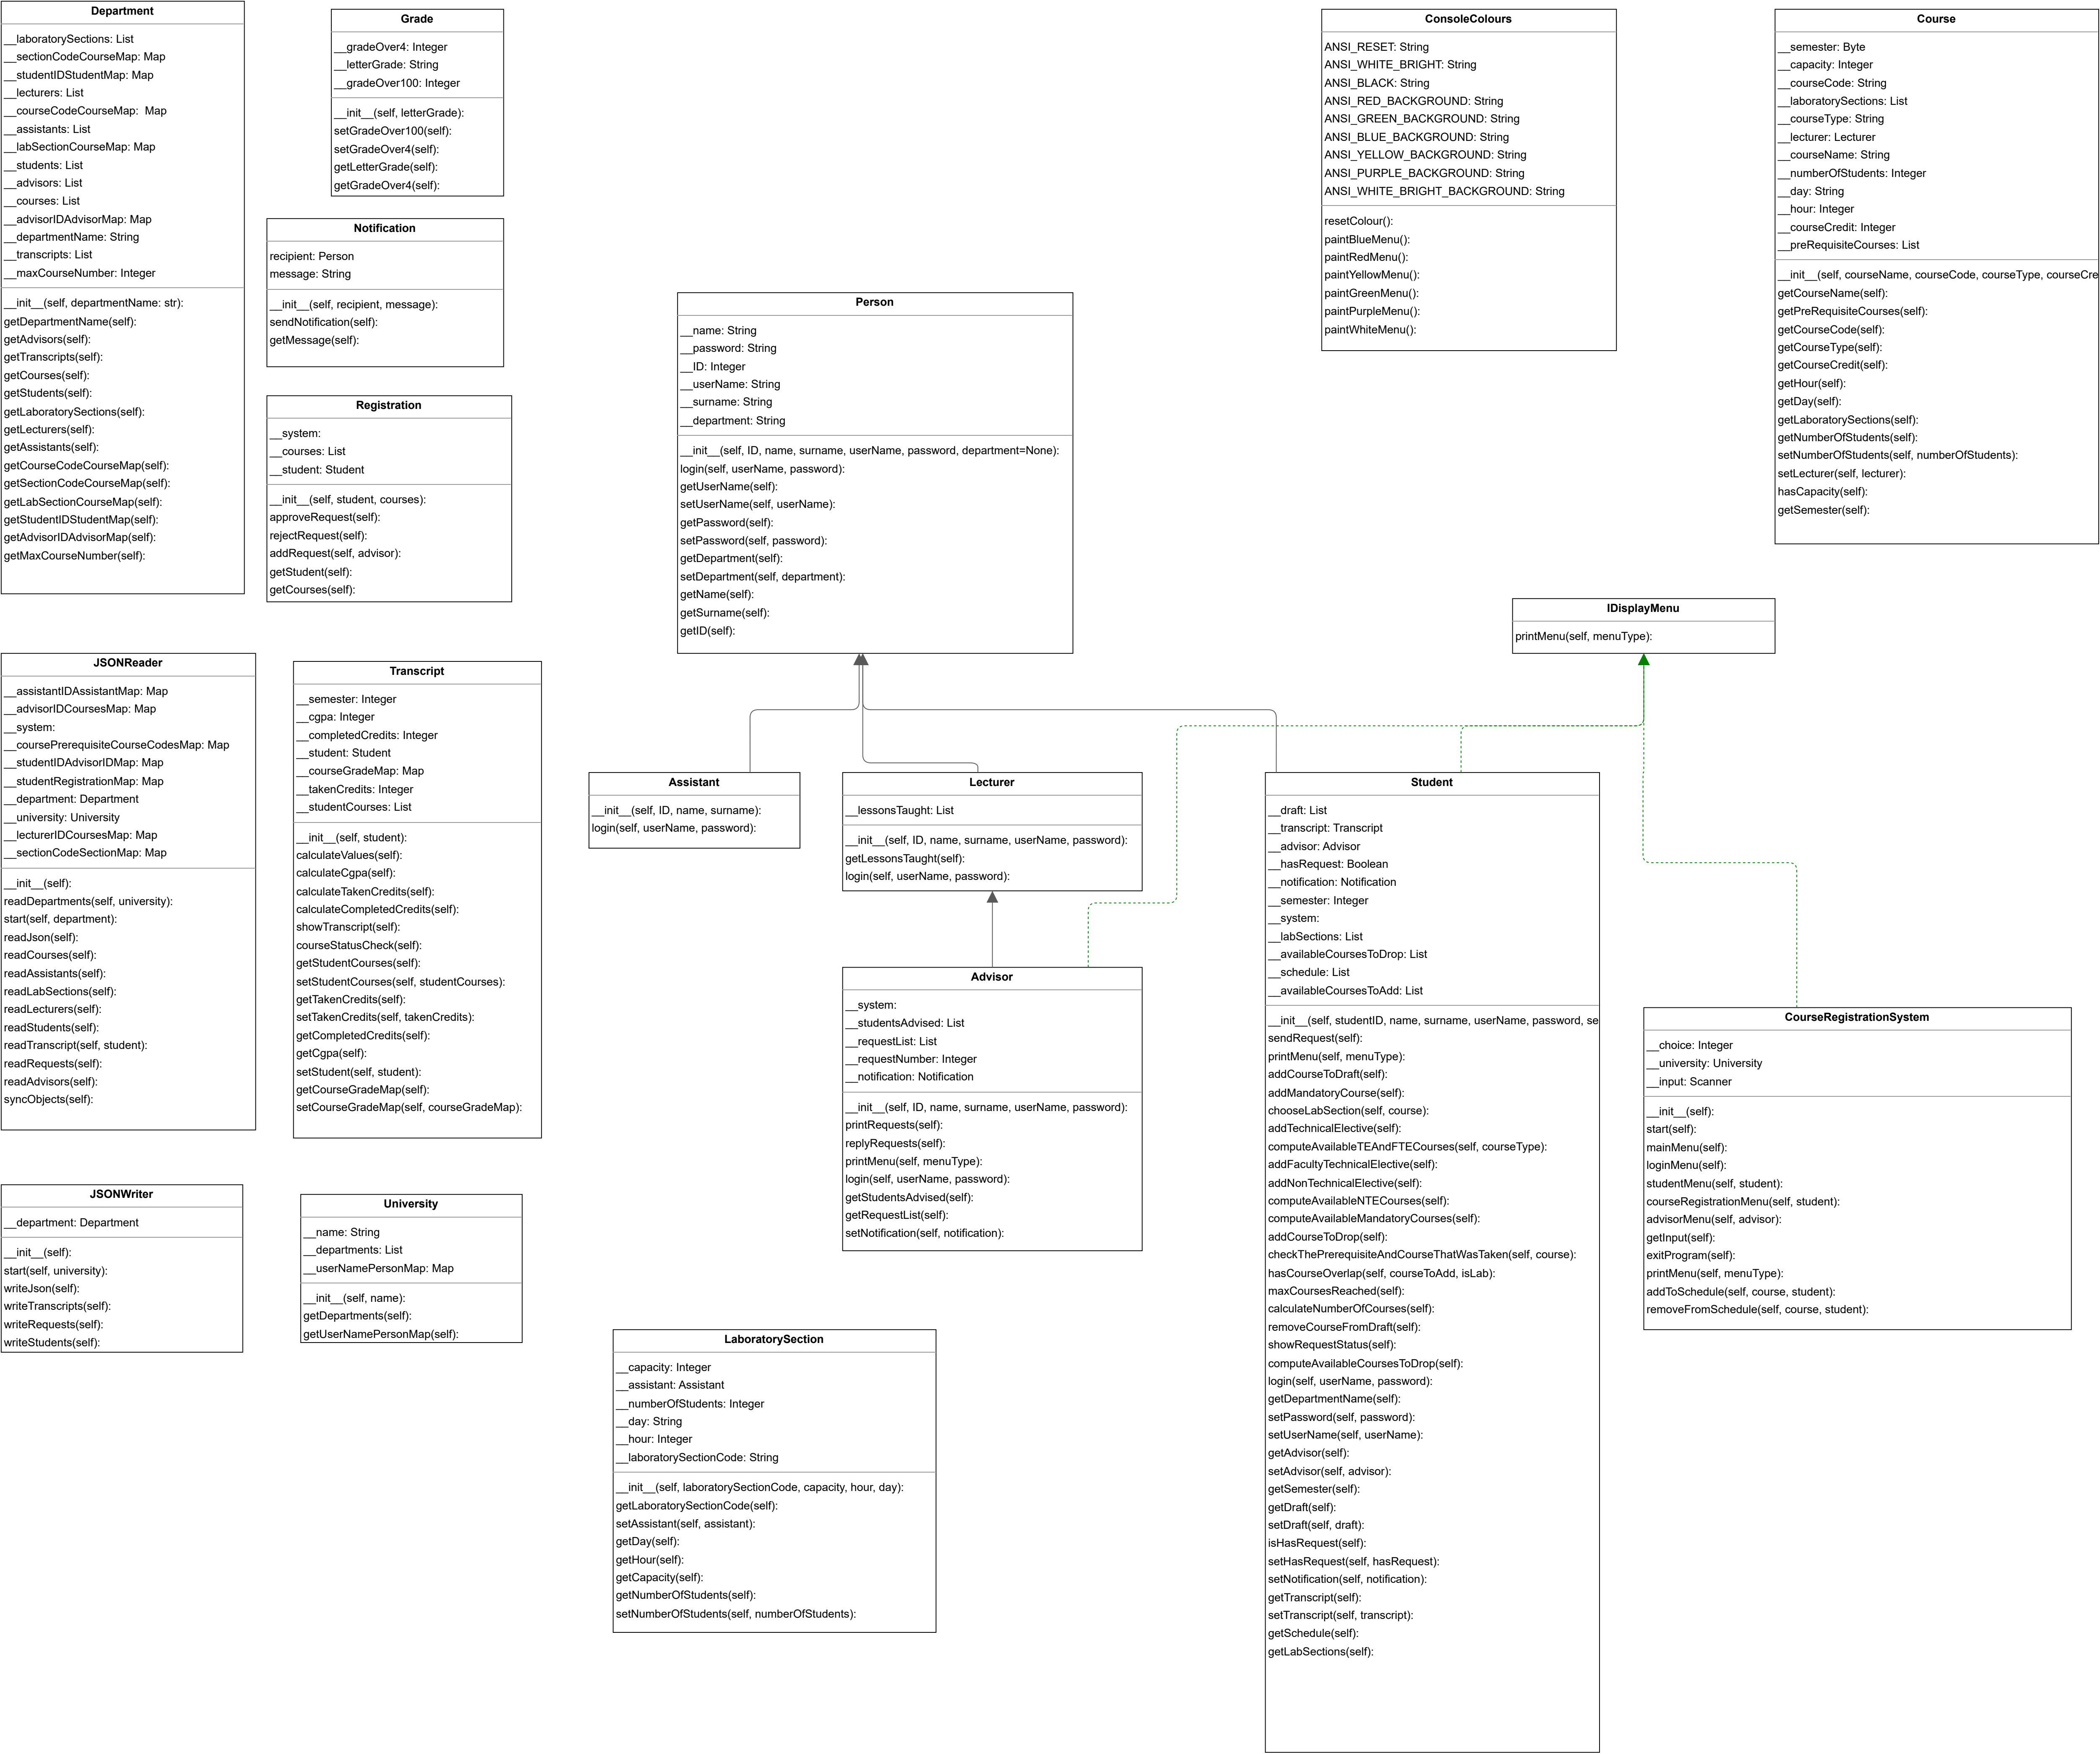 Department
__laboratorySections: List
__sectionCodeCourseMap: Map
__studentIDStudentMap: Map
__lecturers: List
__courseCodeCourseMap:  Map
__assistants: List
__labSectionCourseMap: Map
__students: List
__advisors: List
__courses: List
__advisorIDAdvisorMap: Map
__departmentName: String
__transcripts: List
__maxCourseNumber: Integer
__init__(self, departmentName: str):
getDepartmentName(self):
getAdvisors(self):
getTranscripts(self):
getCourses(self):
getStudents(self):
getLaboratorySections(self):
getLecturers(self):
getAssistants(self):
getCourseCodeCourseMap(self):
getSectionCodeCourseMap(self):
getLabSectionCourseMap(self):
getStudentIDStudentMap(self):
getAdvisorIDAdvisorMap(self):
getMaxCourseNumber(self):
Grade
__gradeOver4: Integer
__letterGrade: String
__gradeOver100: Integer
__init__(self, letterGrade):
setGradeOver100(self):
setGradeOver4(self):
getLetterGrade(self):
getGradeOver4(self):
Notification
recipient: Person
message: String
__init__(self, recipient, message):
sendNotification(self):
getMessage(self):
Registration
__system:
__courses: List
__student: Student
__init__(self, student, courses):
approveRequest(self):
rejectRequest(self):
addRequest(self, advisor):
getStudent(self):
getCourses(self):
Person
__name: String
__password: String
__ID: Integer
__userName: String
__surname: String
__department: String
__init__(self, ID, name, surname, userName, password, department=None):
login(self, userName, password):
getUserName(self):
setUserName(self, userName):
getPassword(self):
setPassword(self, password):
getDepartment(self):
setDepartment(self, department):
getName(self):
getSurname(self):
getID(self):
ConsoleColours
ANSI_RESET: String
ANSI_WHITE_BRIGHT: String
ANSI_BLACK: String
ANSI_RED_BACKGROUND: String
ANSI_GREEN_BACKGROUND: String
ANSI_BLUE_BACKGROUND: String
ANSI_YELLOW_BACKGROUND: String
ANSI_PURPLE_BACKGROUND: String
ANSI_WHITE_BRIGHT_BACKGROUND: String
resetColour():
paintBlueMenu():
paintRedMenu():
paintYellowMenu():
paintGreenMenu():
paintPurpleMenu():
paintWhiteMenu():
Course
__semester: Byte
__capacity: Integer
__courseCode: String
__laboratorySections: List
__courseType: String
__lecturer: Lecturer
__courseName: String
__numberOfStudents: Integer
__day: String
__hour: Integer
__courseCredit: Integer
__preRequisiteCourses: List
__init__(self, courseName, courseCode, courseType, courseCre
getCourseName(self):
getPreRequisiteCourses(self):
getCourseCode(self):
getCourseType(self):
getCourseCredit(self):
getHour(self):
getDay(self):
getLaboratorySections(self):
getNumberOfStudents(self):
setNumberOfStudents(self, numberOfStudents):
setLecturer(self, lecturer):
hasCapacity(self):
getSemester(self):
IDisplayMenu
printMenu(self, menuType):
JSONReader
__assistantIDAssistantMap: Map
__advisorIDCoursesMap: Map
__system:
__coursePrerequisiteCourseCodesMap: Map
__studentIDAdvisorIDMap: Map
__studentRegistrationMap: Map
__department: Department
__university: University
__lecturerIDCoursesMap: Map
__sectionCodeSectionMap: Map
__init__(self):
readDepartments(self, university):
start(self, department):
readJson(self):
readCourses(self):
readAssistants(self):
readLabSections(self):
readLecturers(self):
readStudents(self):
readTranscript(self, student):
readRequests(self):
readAdvisors(self):
syncObjects(self):
Transcript
__semester: Integer
__cgpa: Integer
__completedCredits: Integer
__student: Student
__courseGradeMap: Map
__takenCredits: Integer
__studentCourses: List
__init__(self, student):
calculateValues(self):
calculateCgpa(self):
calculateTakenCredits(self):
calculateCompletedCredits(self):
showTranscript(self):
courseStatusCheck(self):
getStudentCourses(self):
setStudentCourses(self, studentCourses):
getTakenCredits(self):
setTakenCredits(self, takenCredits):
getCompletedCredits(self):
getCgpa(self):
setStudent(self, student):
getCourseGradeMap(self):
setCourseGradeMap(self, courseGradeMap):
Assistant
__init__(self, ID, name, surname):
login(self, userName, password):
Lecturer
__lessonsTaught: List
__init__(self, ID, name, surname, userName, password):
getLessonsTaught(self):
login(self, userName, password):
Advisor
__system:
__studentsAdvised: List
__requestList: List
__requestNumber: Integer
__notification: Notification
__init__(self, ID, name, surname, userName, password):
printRequests(self):
replyRequests(self):
printMenu(self, menuType):
login(self, userName, password):
getStudentsAdvised(self):
getRequestList(self):
setNotification(self, notification):
Student
__draft: List
__transcript: Transcript
__advisor: Advisor
__hasRequest: Boolean
__notification: Notification
__semester: Integer
__system:
__labSections: List
__availableCoursesToDrop: List
__schedule: List
__availableCoursesToAdd: List
__init__(self, studentID, name, surname, userName, password, se
sendRequest(self):
printMenu(self, menuType):
addCourseToDraft(self):
addMandatoryCourse(self):
chooseLabSection(self, course):
addTechnicalElective(self):
computeAvailableTEAndFTECourses(self, courseType):
addFacultyTechnicalElective(self):
addNonTechnicalElective(self):
computeAvailableNTECourses(self):
computeAvailableMandatoryCourses(self):
addCourseToDrop(self):
checkThePrerequisiteAndCourseThatWasTaken(self, course):
hasCourseOverlap(self, courseToAdd, isLab):
maxCoursesReached(self):
calculateNumberOfCourses(self):
removeCourseFromDraft(self):
showRequestStatus(self):
computeAvailableCoursesToDrop(self):
login(self, userName, password):
getDepartmentName(self):
setPassword(self, password):
setUserName(self, userName):
getAdvisor(self):
setAdvisor(self, advisor):
getSemester(self):
getDraft(self):
setDraft(self, draft):
isHasRequest(self):
setHasRequest(self, hasRequest):
setNotification(self, notification):
getTranscript(self):
setTranscript(self, transcript):
getSchedule(self):
getLabSections(self):
CourseRegistrationSystem
__choice: Integer
__university: University
__input: Scanner
__init__(self):
start(self):
mainMenu(self):
loginMenu(self):
studentMenu(self, student):
courseRegistrationMenu(self, student):
advisorMenu(self, advisor):
getInput(self):
exitProgram(self):
printMenu(self, menuType):
addToSchedule(self, course, student):
removeFromSchedule(self, course, student):
JSONWriter
__department: Department
__init__(self):
start(self, university):
writeJson(self):
writeTranscripts(self):
writeRequests(self):
writeStudents(self):
University
__name: String
__departments: List
__userNamePersonMap: Map
__init__(self, name):
getDepartments(self):
getUserNamePersonMap(self):
LaboratorySection
__capacity: Integer
__assistant: Assistant
__numberOfStudents: Integer
__day: String
__hour: Integer
__laboratorySectionCode: String
__init__(self, laboratorySectionCode, capacity, hour, day):
getLaboratorySectionCode(self):
setAssistant(self, assistant):
getDay(self):
getHour(self):
getCapacity(self):
getNumberOfStudents(self):
setNumberOfStudents(self, numberOfStudents):